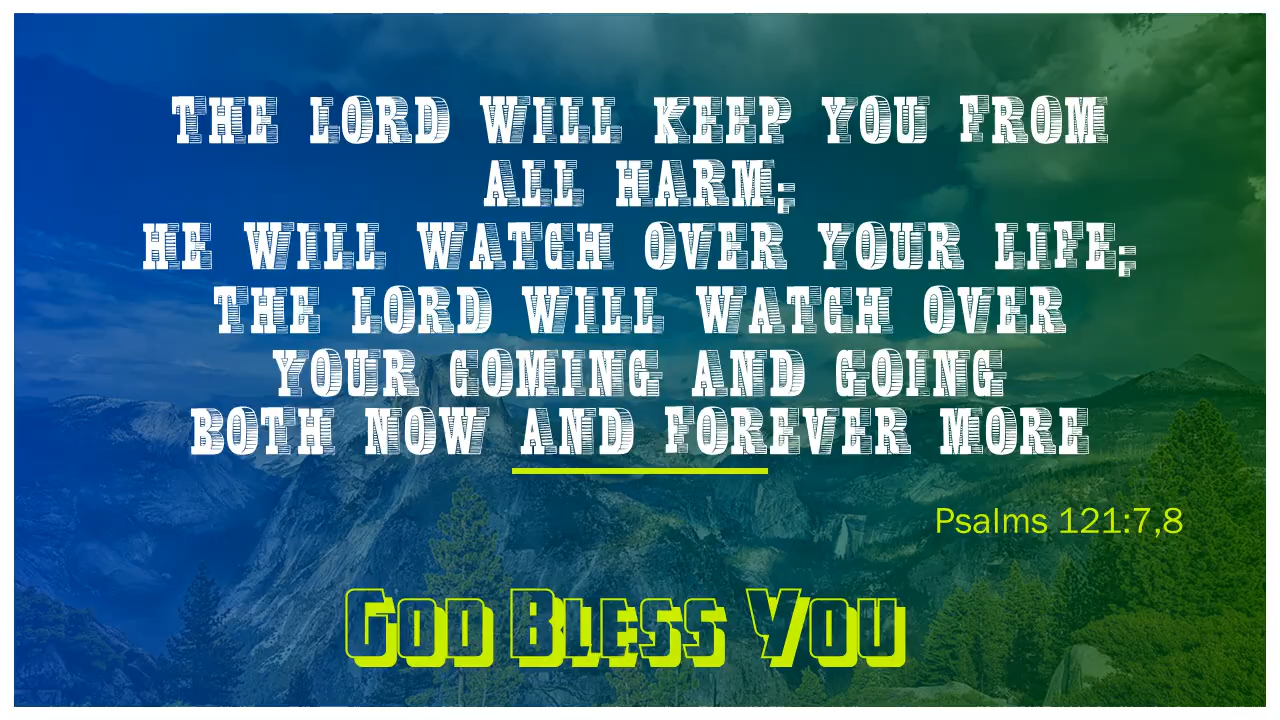 THE LORD WILL KEEP YOU FROM
ALL HARM;
HE WILL WATCH OVER YOUR LIFE;
THE LORD WILL WATCH OVER
YOUR COMING AND GOING
BOTH NOW AND FOREVER MORE
Psalms 121:7,8
God Bless You